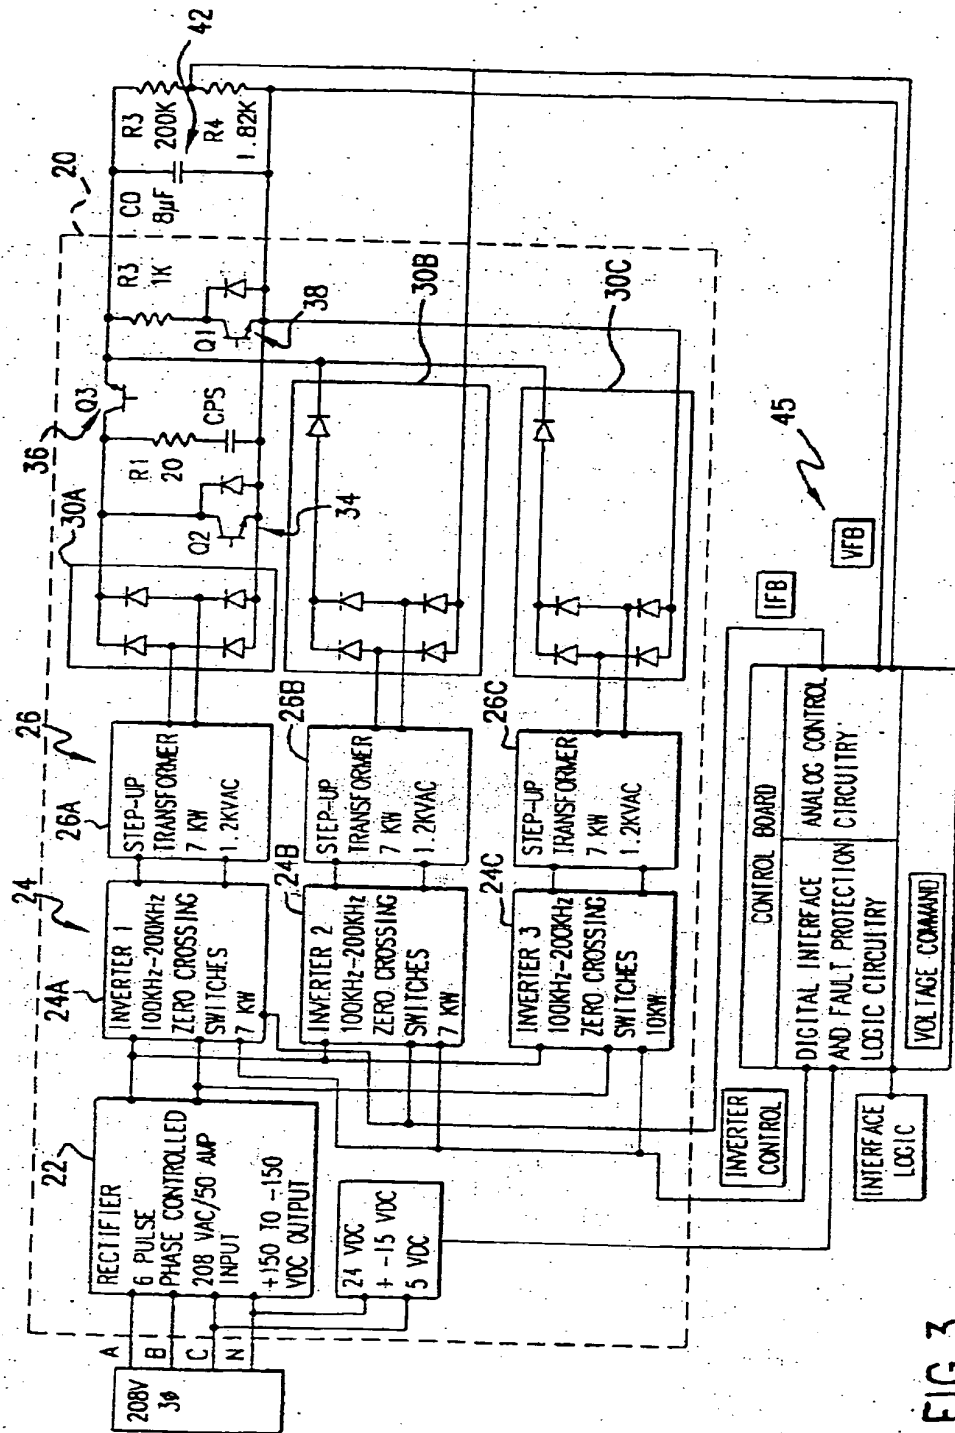 208V
3ø
A
B
C
N
22
RECTIFIER
6 PULSE
PHASE CONTROLLED
208 VAC/50 AMP
INPUT
+150 TO -150
VDC OUTPUT
24 VDC
+ -15 VDC
5 VDC
24
24A
INVERTER 1
100KHz-200KHz
ZERO CROSSING
SWITCHES
7 KW
24B
INVERTER 2
100KHz-200KHz
ZERO CROSSING
SWITCHES
7 KW
24C
INVERTER 3
100KHz-200KHz
ZERO CROSSING
SWITCHES
10KW
26
26A
STEP-UP
TRANSFORMER
7 KW
1.2KVAC
26B
STEP-UP
TRANSFORMER
7 KW
1.2KVAC
26C
STEP-UP
TRANSFORMER
7 KW
1.2KVAC
30A
30B
30C
36
Q3
Q2
34
R1
20
CPS
Q1
38
R3
1K
20
CO
8µF
R3
200K
R4
1.82K
42
45
IFB
VFB
CONTROL BOARD
DIGITAL INTERFACE
AND FAULT PROTECTION
LOGIC CIRCUITRY
ANALOG CONTROL
CIRCUITRY
VOLTAGE COMMAND
INVERTER
CONTROL
INTERFACE
LOGIC
FIG 3